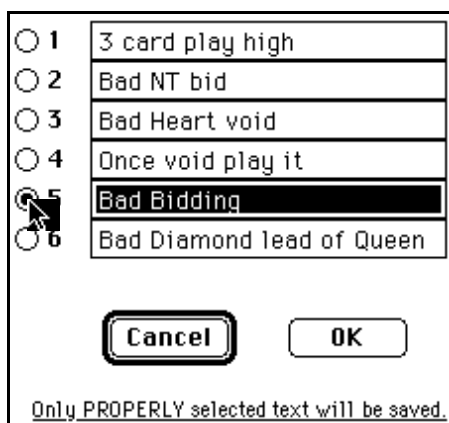 1 3 card play high
2 Bad NT bid
3 Bad Heart void
4 Once void play it
5 Bad Bidding
6 Bad Diamond lead of Queen
Cancel OK
Only PROPERLY selected text will be saved.